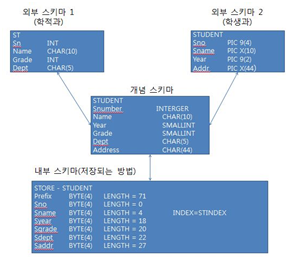 외부 스키마 1
(학적과)
외부 스키마 2
(학생과)
ST
Sn INT
Name CHAR(10)
Grade INT
Dept CHAR(5)
STUDENT
Sno PIC 9(4)
Sname PIC X(10)
Year PIC 9(2)
Addr PIC X(44)
개념 스키마
STUDENT
Snumber INTERGER
Name CHAR(10)
Year SMALLINT
Grade SMALLINT
Dept CHAR(5)
Address CHAR(44)
내부 스키마(저장되는 방법)
STORE - STUDENT
Prefix BYTE(4) LENGTH = 71
Sno BYTE(4) LENGTH = 0
Sname BYTE(4) LENGTH = 4 INDEX=STINDEX
Syear BYTE(4) LENGTH = 18
Sgrade BYTE(4) LENGTH = 20
Sdept BYTE(4) LENGTH = 22
Saddr BYTE(4) LENGTH = 27